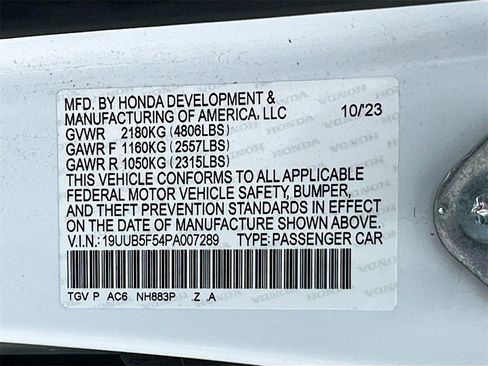 MFD. BY HONDA DEVELOPMENT &
MANUFACTURING OF AMERICA, LLC 10/'23
GVWR 2180KG (4806LBS)
GAWR F 1160KG (2557LBS)
GAWR R 1050KG (2315LBS)
THIS VEHICLE CONFORMS TO ALL APPLICABLE
FEDERAL MOTOR VEHICLE SAFETY, BUMPER,
AND THEFT PREVENTION STANDARDS IN EFFECT
ON THE DATE OF MANUFACTURE SHOWN ABOVE.
V.I.N.: 19UUB5F54PA007289 TYPE: PASSENGER CAR
TGV P AC6 NH883P .Z .A